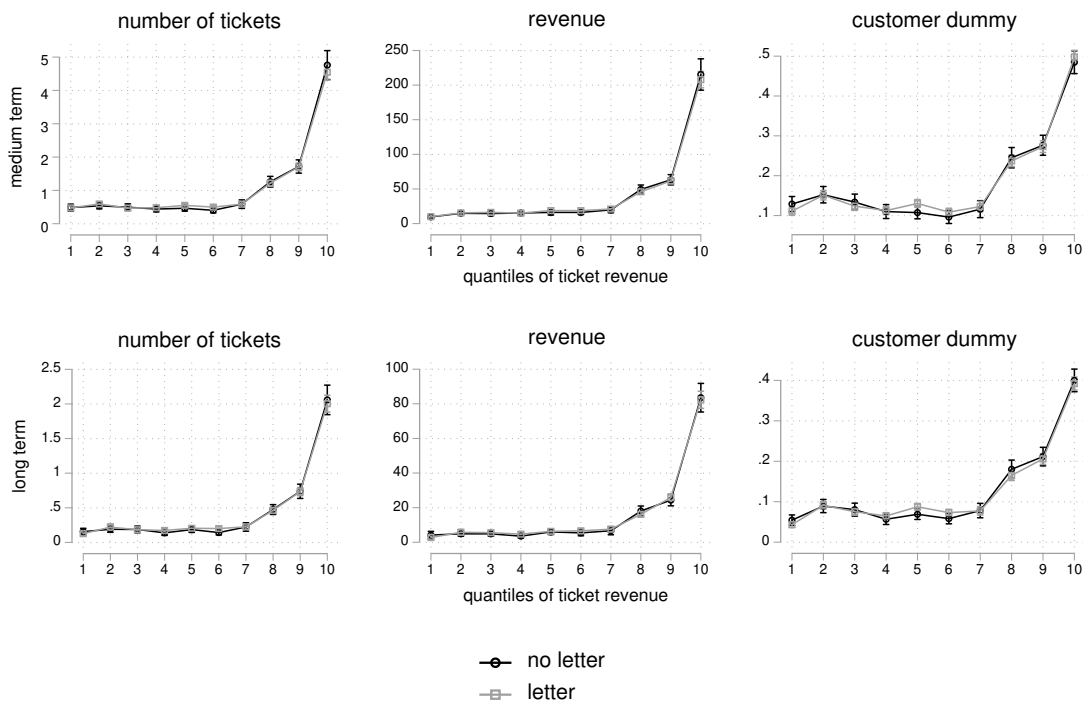 number of tickets
revenue
customer dummy
medium term
5
4
3
2
1
0
1 2 3 4 5 6 7 8 9 10
250
200
150
100
50
0
1 2 3 4 5 6 7 8 9 10
.5
.4
.3
.2
.1
1 2 3 4 5 6 7 8 9 10
quantiles of ticket revenue
number of tickets
revenue
customer dummy
long term
2.5
2
1.5
1
.5
0
1 2 3 4 5 6 7 8 9 10
100
80
60
40
20
0
1 2 3 4 5 6 7 8 9 10
.4
.3
.2
.1
0
1 2 3 4 5 6 7 8 9 10
quantiles of ticket revenue
no letter
letter